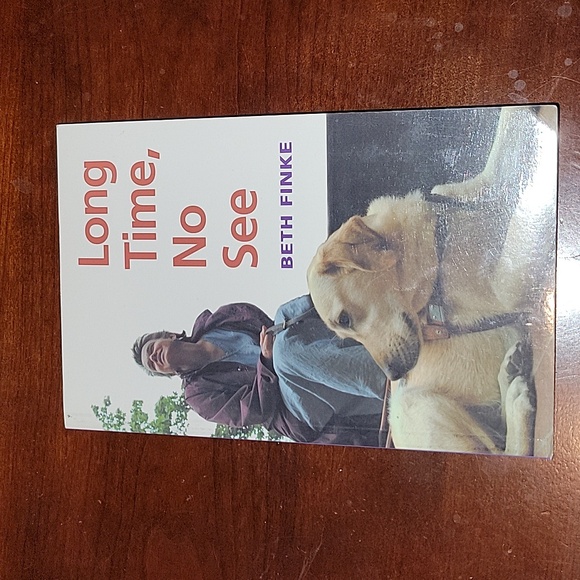 Long
Time,
No
See
BETH FINKE